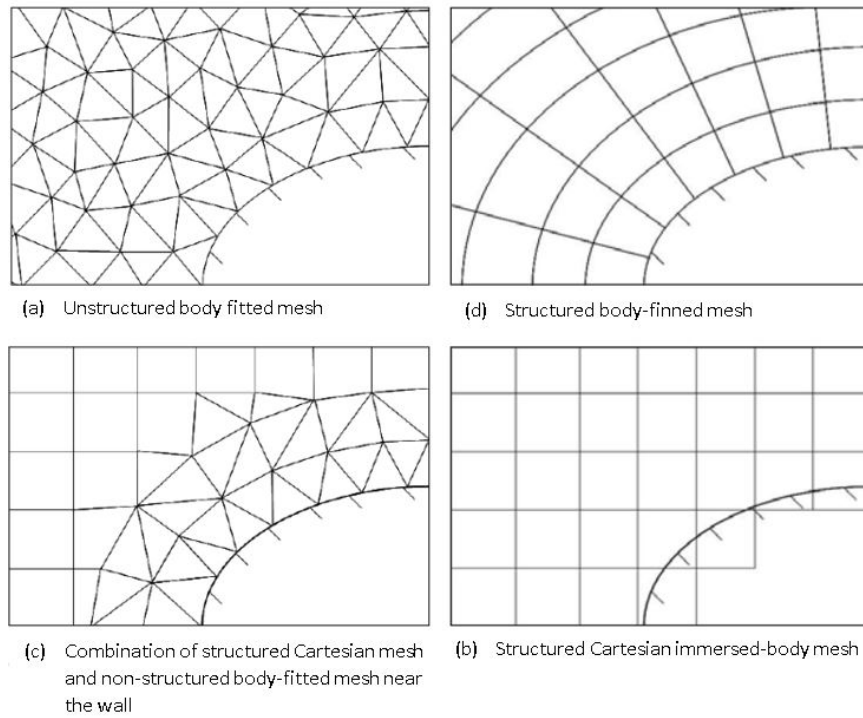 (a) Unstructured body fitted mesh
(d) Structured body-finned mesh
(c) Combination of structured Cartesian mesh
and non-structured body-fitted mesh near
the wall
(b) Structured Cartesian immersed-body mesh